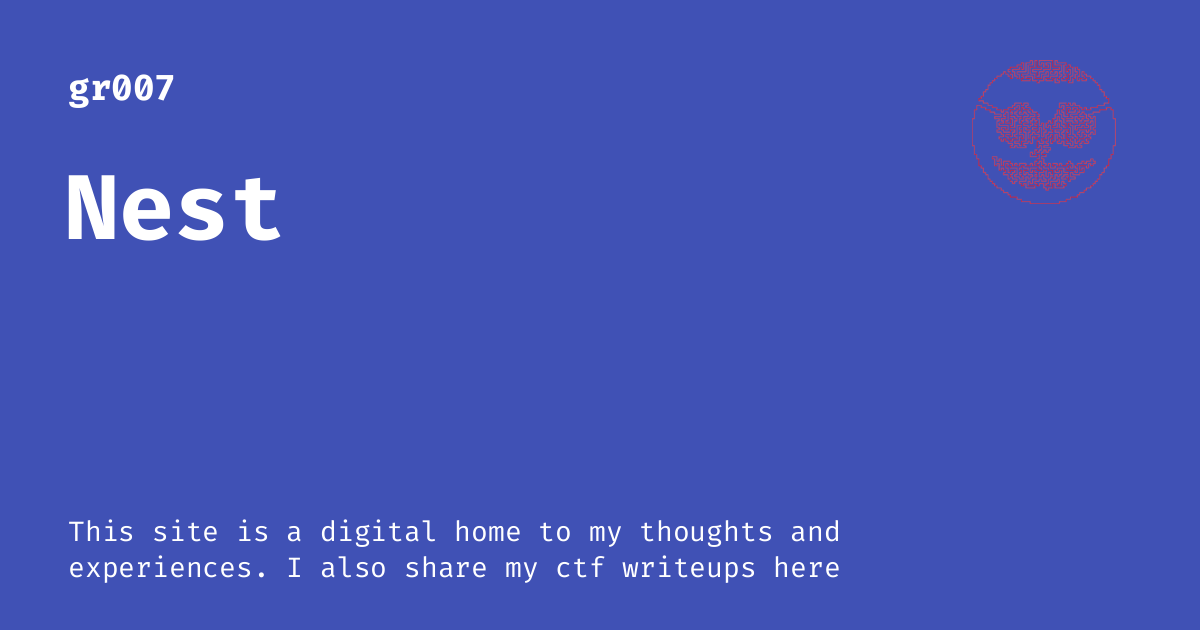 gr007
Nest
This site is a digital home to my thoughts and
experiences. I also share my ctf writeups here